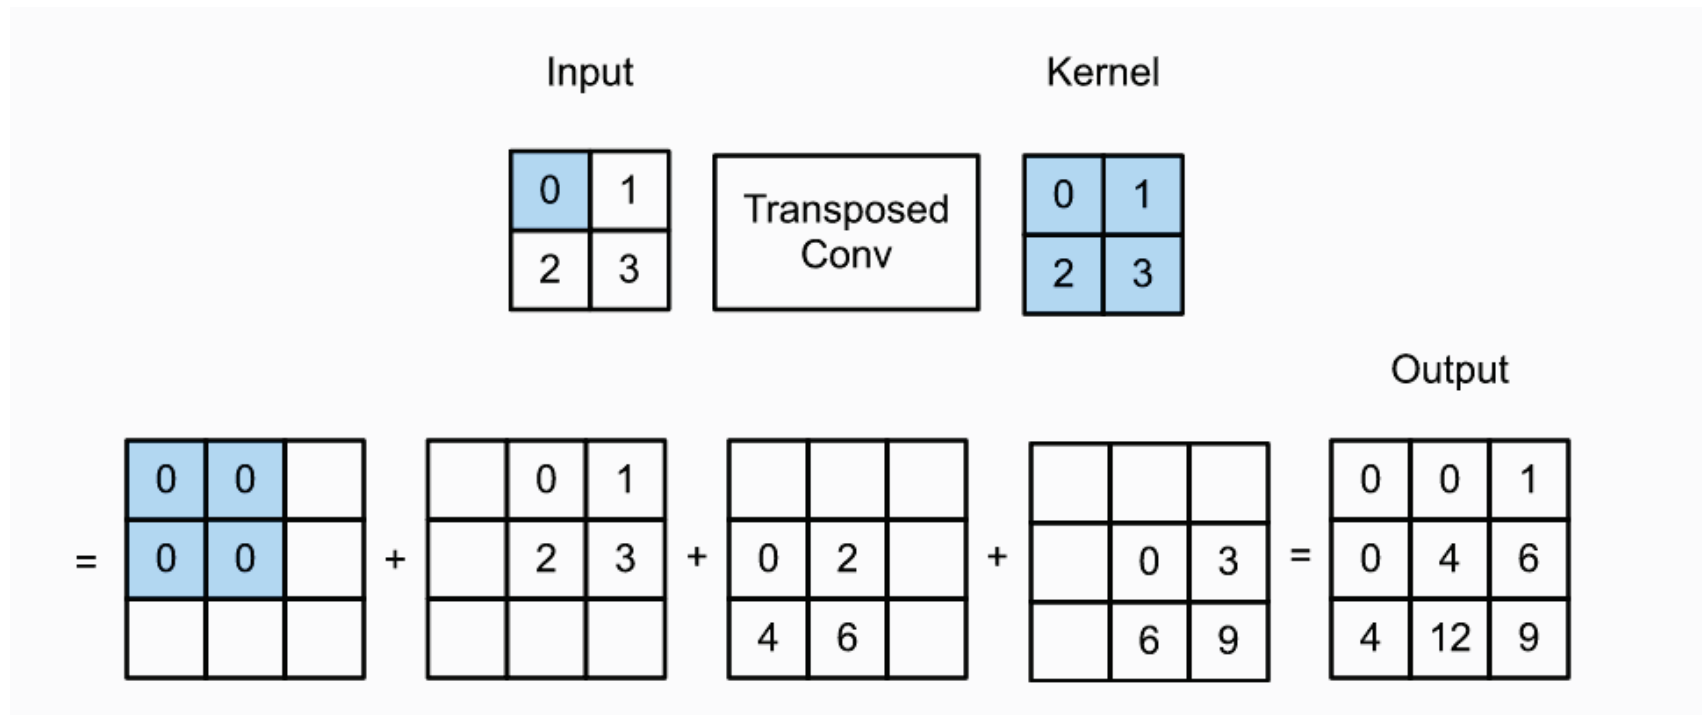 Input Kernel
0 1 Transposed 0 1
2 3 Conv 2 3
Output
0 0 0 1 0 0 1
= 0 0 + 2 3 + 0 2 + 0 3 = 0 4 6
4 6 6 9 4 12 9